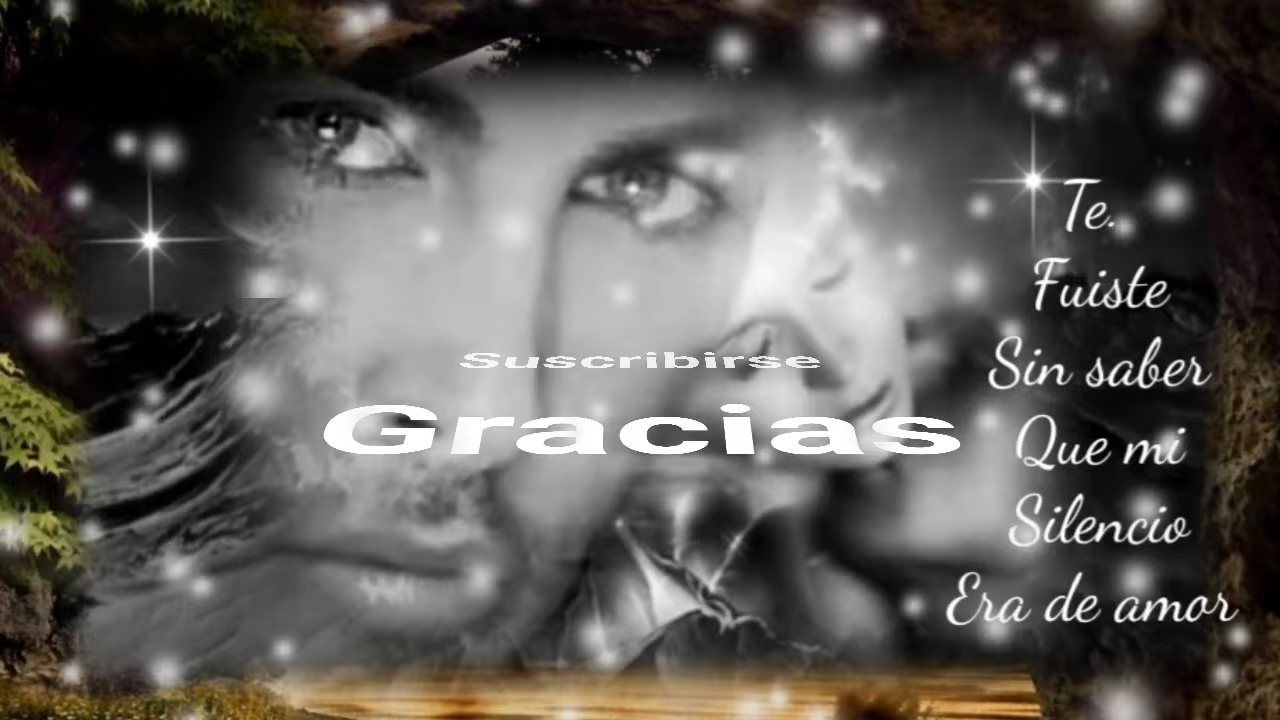 Suscribirse
Gracias
Te.
Fuiste
Sin saber
Que mi
Silencio
Era de amor